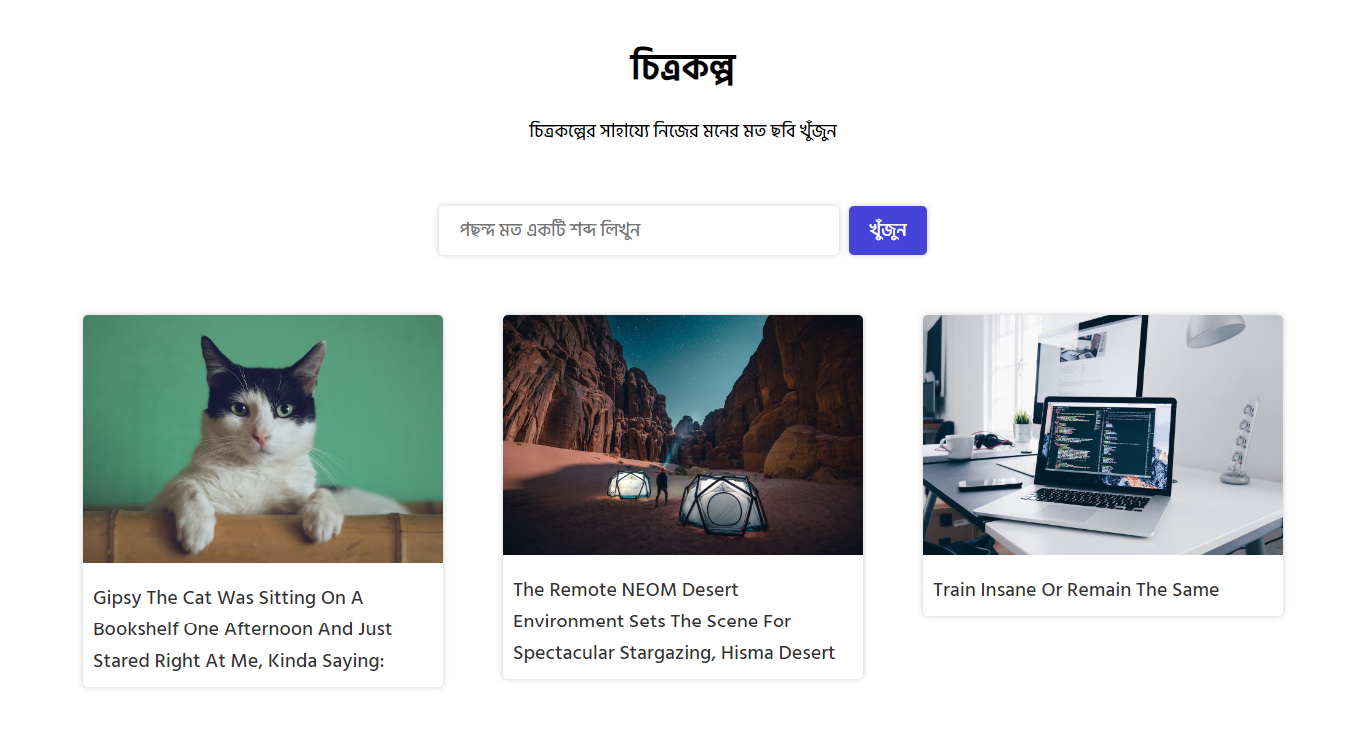 চিত্রকল্প
চিত্রকল্পের সাহায্যে নিজের মনের মত ছবি খুঁজুন
পছন্দ মত একটি শব্দ লিখুন
খুঁজুন
Gipsy The Cat Was Sitting On A
Bookshelf One Afternoon And Just
Stared Right At Me, Kinda Saying:
The Remote NEOM Desert
Environment Sets The Scene For
Spectacular Stargazing, Hisma Desert
Train Insane Or Remain The Same